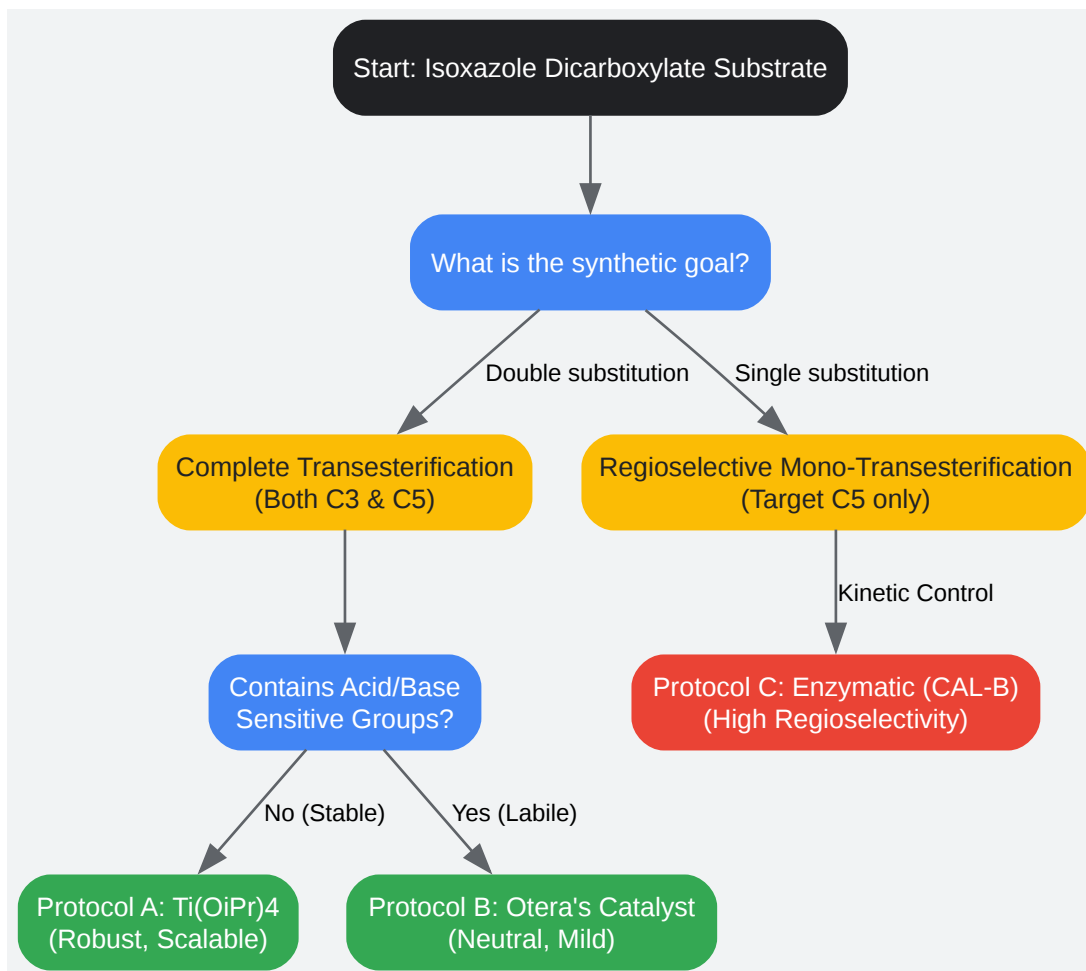 Start: Isoxazole Dicarboxylate Substrate
What is the synthetic goal?
Double substitution
Single substitution
Complete Transesterification
(Both C3 & C5)
Regioselective Mono-Transesterification
(Target C5 only)
Kinetic Control
Contains Acid/Base
Sensitive Groups?
Protocol C: Enzymatic (CAL-B)
(High Regioselectivity)
No (Stable)
Yes (Labile)
Protocol A: Ti(OiPr)4
(Robust, Scalable)
Protocol B: Otera's Catalyst
(Neutral, Mild)